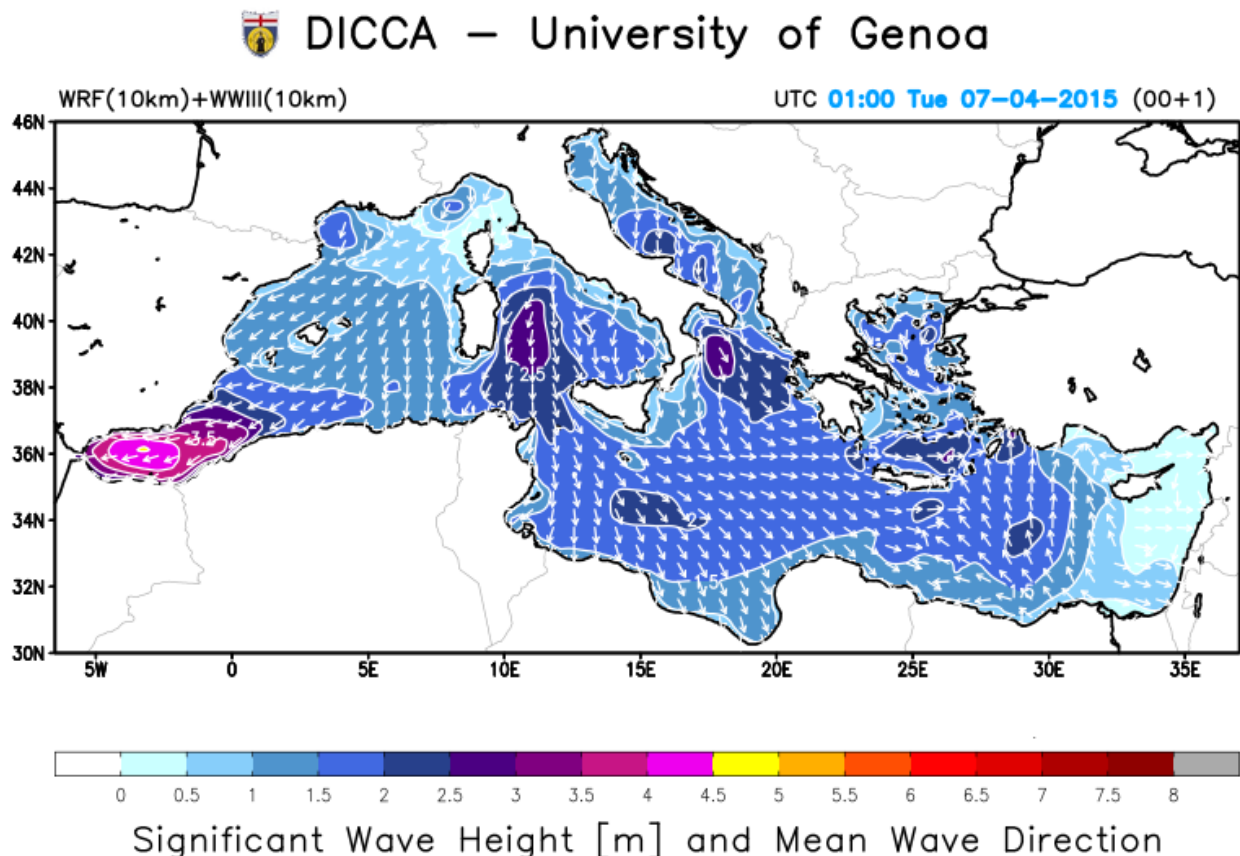 DICCA – University of Genoa
WRF(10km)+WWIII(10km)
UTC 01:00 Tue 07-04-2015 (00+1)
46N
44N
42N
40N
38N
36N
34N
32N
30N
2.5
3.5
2
1.5
1.5
5W 0 5E 10E 15E 20E 25E 30E 35E
0 0.5 1 1.5 2 2.5 3 3.5 4 4.5 5 5.5 6 6.5 7 7.5 8
Significant Wave Height [m] and Mean Wave Direction